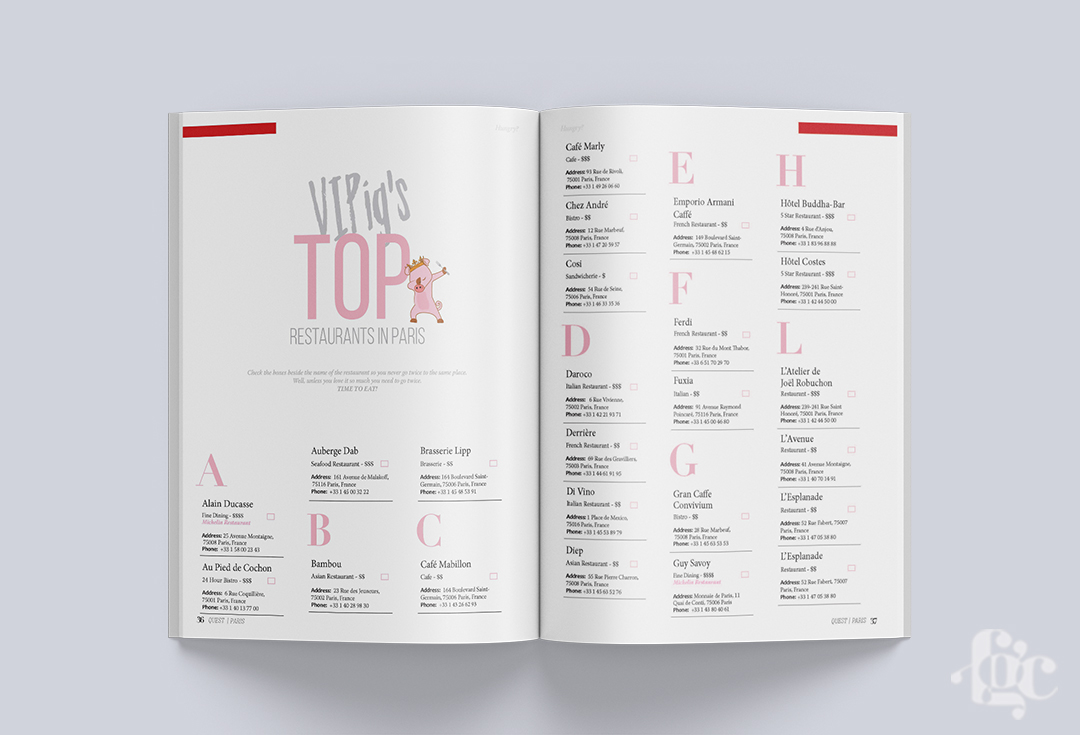 Hungry?
VIPig's
TOP
RESTAURANTS IN PARIS
Check the boxes beside the name of the restaurant so you never go twice to the same place.
Well, unless you love it so much you need to go twice.
TIME TO EAT!
A
Alain Ducasse
Fine Dining - $$$$
Michelin Restaurant
Address: 25 Avenue Montaigne,
75008 Paris, France
Phone: +33 1 58 00 23 43
Au Pied de Cochon
24 Hour Bistro - $$$
Address: 6 Rue Coquillière,
75001 Paris, France
Phone: +33 1 40 13 77 00
Auberge Dab
Seafood Restaurant - $$$
Address: 161 Avenue de Malakoff,
75116 Paris, France
Phone: +33 1 45 00 32 22
B
Bambou
Asian Restaurant - $$
Address: 23 Rue des Jeuneurs,
75002 Paris, France
Phone: +33 1 40 28 98 30
Brasserie Lipp
Brasserie - $$
Address: 164 Boulevard Saint-
Germain, 75006 Paris, France
Phone: +33 1 45 48 53 91
C
Café Mabillon
Cafe - $$
Address: 164 Boulevard Saint-
Germain, 75006 Paris, France
Phone: +33 1 43 26 62 93
36 QUEST | PARIS
Hungry?
Café Marly
Cafe - $$$
Address: 93 Rue de Rivoli,
75001 Paris, France
Phone: +33 1 49 26 06 60
Chez André
Bistro - $$
Address: 12 Rue Marbeuf,
75008 Paris, France
Phone: +33 1 47 20 59 57
Cosi
Sandwicherie - $
Address: 54 Rue de Seine,
75006 Paris, France
Phone: +33 1 46 33 35 36
D
Daroco
Italian Restaurant - $$$
Address: 6 Rue Vivienne,
75002 Paris, France
Phone: +33 1 42 21 93 71
Derrière
French Restaurant - $$
Address: 69 Rue des Gravilliers,
75003 Paris, France
Phone: +33 1 44 61 91 95
Di Vino
Italian Restaurant - $$
Address: 1 Place de Mexico,
75016 Paris, France
Phone: +33 1 45 53 89 79
Diep
Asian Restaurant - $$
Address: 55 Rue Pierre Charron,
75008 Paris, France
Phone: +33 1 45 63 52 76
E
Emporio Armani
Caffé
French Restaurant - $$
Address: 149 Boulevard Saint-
Germain, 75002 Paris, France
Phone: +33 1 45 48 62 15
F
Ferdi
French Restaurant - $$
Address: 32 Rue du Mont Thabor,
75001 Paris, France
Phone: +33 6 51 70 29 70
Fuxia
Italian - $$
Address: 91 Avenue Raymond
Poincaré, 75116 Paris, France
Phone: +33 1 45 00 46 80
G
Gran Caffe
Convivium
Bistro - $$
Address: 28 Rue Marbeuf,
75008 Paris, France
Phone: +33 1 45 63 53 53
Guy Savoy
Fine Dining - $$$$
Michelin Restaurant
Address: Monnaie de Paris, 11
Quai de Conti, 75006 Paris
Phone: +33 1 43 80 40 61
H
Hôtel Buddha-Bar
5 Star Restaurant - $$$
Address: 4 Rue d'Anjou,
75008 Paris, France
Phone: +33 1 83 96 88 88
Hôtel Costes
5 Star Restaurant - $$$
Address: 239-241 Rue Saint-
Honoré, 75001 Paris, France
Phone: +33 1 42 44 50 00
L
L'Atelier de
Joël Robuchon
Restaurant - $$$
Address: 239-241 Rue Saint
Honoré, 75001 Paris, France
Phone: +33 1 42 44 50 00
L'Avenue
Restaurant - $$
Address: 41 Avenue Montaigne,
75008 Paris, France
Phone: +33 1 40 70 14 91
L'Esplanade
Restaurant - $$
Address: 52 Rue Fabert, 75007
Paris, France
Phone: +33 1 47 05 38 80
L'Esplanade
Restaurant - $$
Address: 52 Rue Fabert, 75007
Paris, France
Phone: +33 1 47 05 38 80
QUEST | PARIS 37
fgc